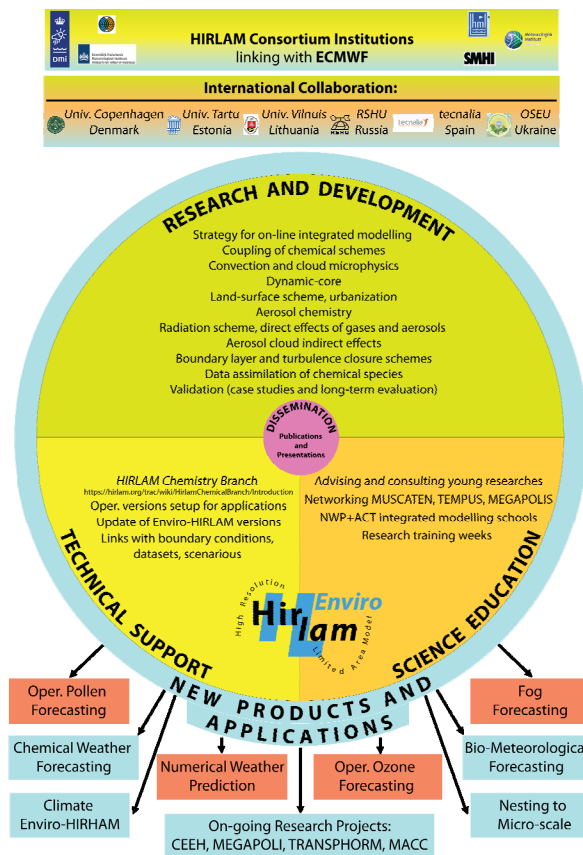 HIRLAM Consortium Institutions
linking with ECMWF
DMI
SMHI
hml
International Collaboration:
Univ. Copenhagen
Denmark
Univ. Tartu
Estonia
Univ. Vilnuis
Lithuania
RSHU
Russia
tecnalia
tecnalia
Spain
OSEU
Ukraine
RESEARCH AND DEVELOPMENT
Strategy for on-line integrated modelling
Coupling of chemical schemes
Convection and cloud microphysics
Dynamic-core
Land-surface scheme, urbanization
Aerosol chemistry
Radiation scheme, direct effects of gases and aerosols
Aerosol cloud indirect effects
Boundary layer and turbulence closure schemes
Data assimilation of chemical species
Validation (case studies and long-term evaluation)
DISSEMINATION
Publications
and
Presentations
HIRLAM Chemistry Branch
https://hirlam.org/trac/wiki/HirlamChemicalBranch/Introduction
Oper. versions setup for applications
Update of Enviro-HIRLAM versions
Links with boundary conditions,
datasets, scenarious
TECHNICAL SUPPORT
Advising and consulting young researches
Networking MUSCATEN, TEMPUS, MEGAPOLIS
NWP+ACT integrated modelling schools
Research training weeks
SCIENCE EDUCATION
High Resolution
Enviro
Hirlam
Limited Area Model
NEW PRODUCTS AND
APPLICATIONS
Oper. Pollen
Forecasting
Chemical Weather
Forecasting
Climate
Enviro-HIRHAM
Numerical Weather
Prediction
Oper. Ozone
Forecasting
Fog
Forecasting
Bio-Meteorologica
Forecasting
Nesting to
Micro-scale
On-going Research Projects:
CEEH, MEGAPOLI, TRANSPHORM, MACC